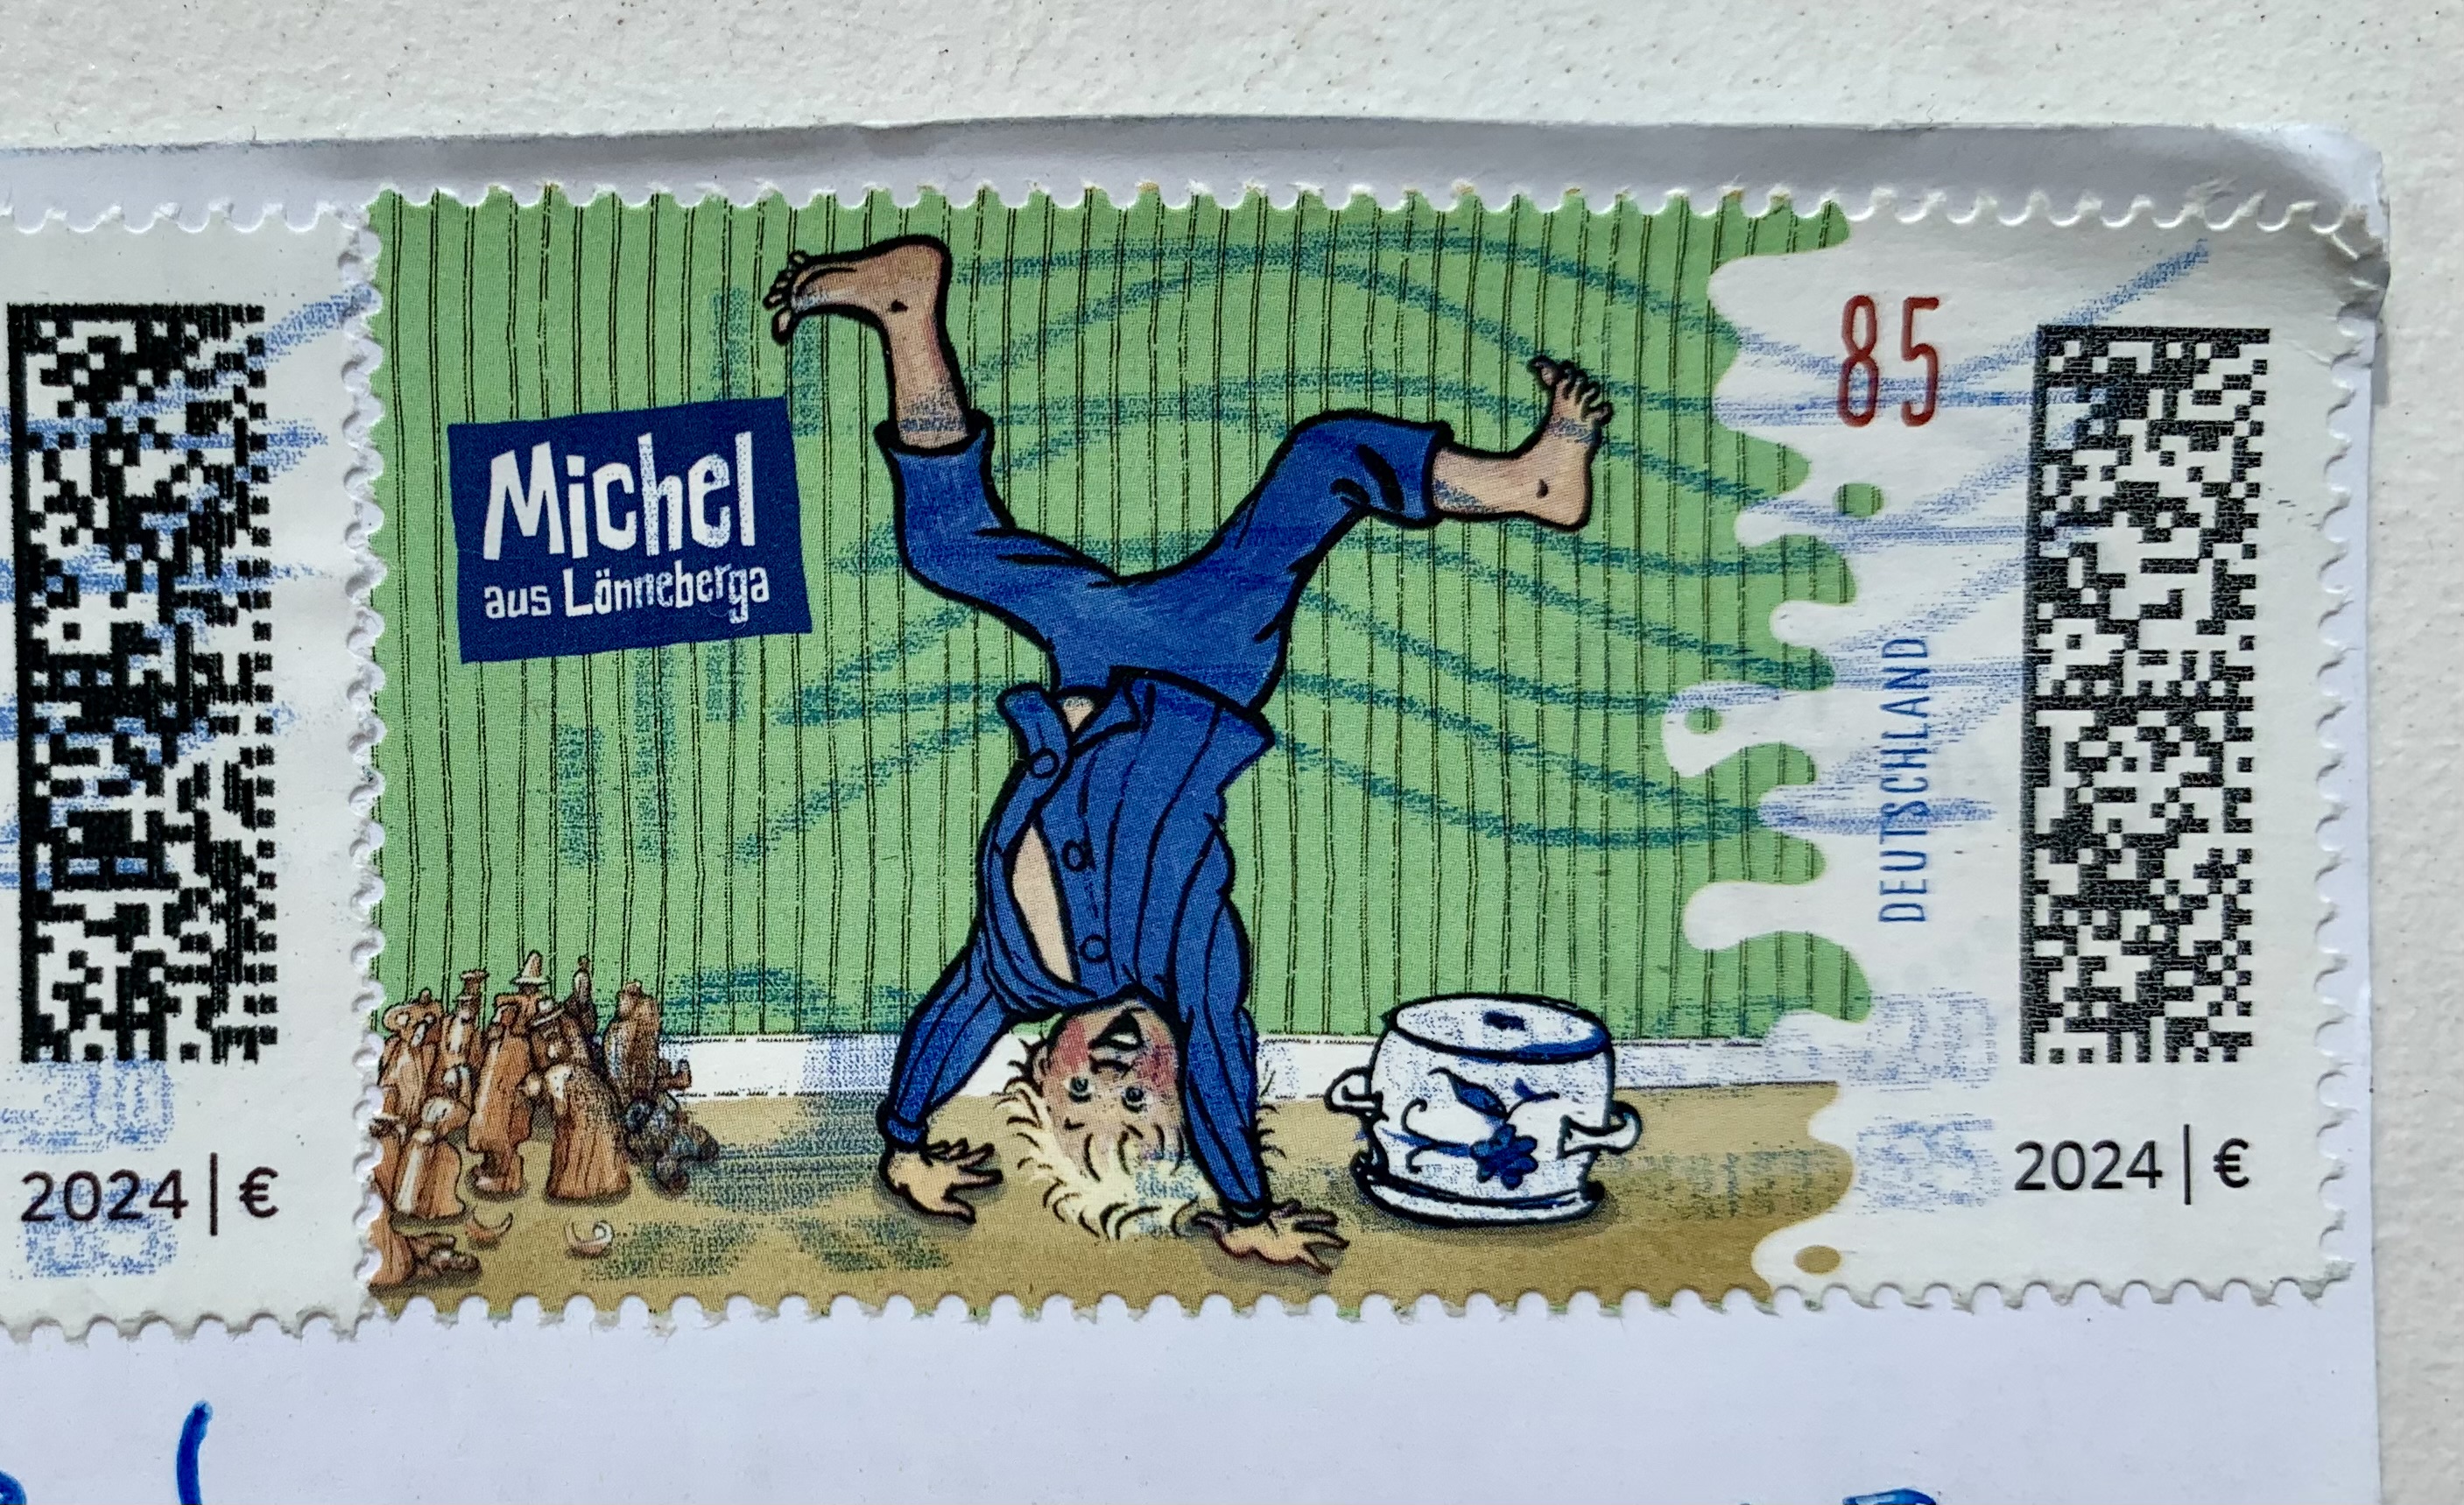 Michel
aus Lönneberga
85
DEUTSCHLAND
2024 | €
2024 | €